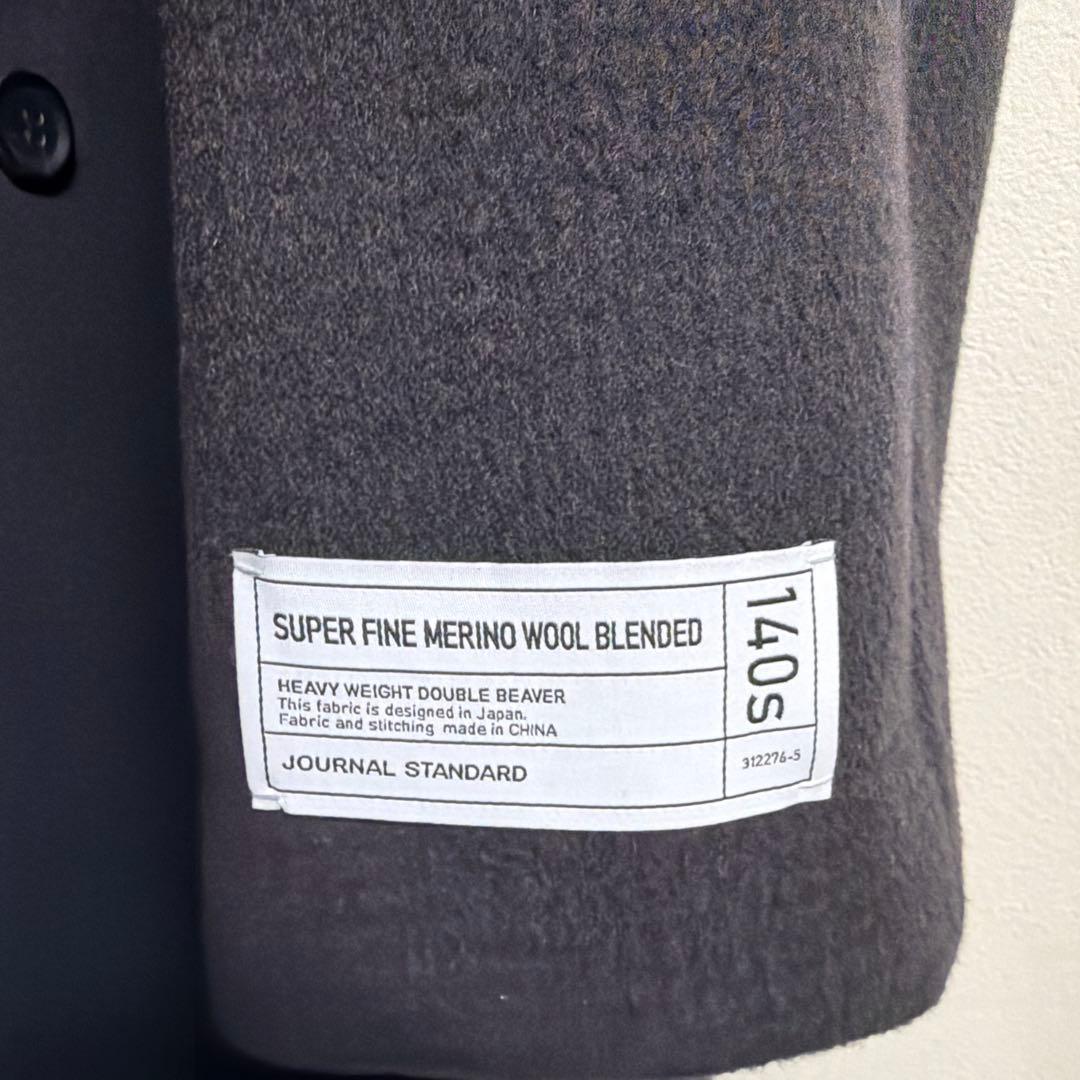 SUPER FINE MERINO WOOL BLENDED
140s
HEAVY WEIGHT DOUBLE BEAVER
This fabric is designed in Japan.
Fabric and stitching made in CHINA
JOURNAL STANDARD
312276-5